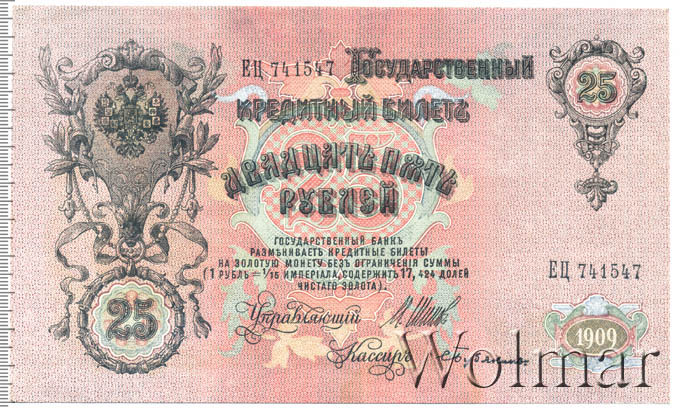 ЕЦ 741547 Государственный
25
Кредитный Билетъ
25
Двадцать пять
Рублей
Государственный Банкъ
размѣниваетъ кредитные билеты
на золотую монету безъ ограниченія суммы
(1 рубль = 1/15 имперіала, содержитъ 17, 424 долей
чистаго золота).
ЕЦ 741547
25
Управляющій
Кассиръ
1909
Wolmar